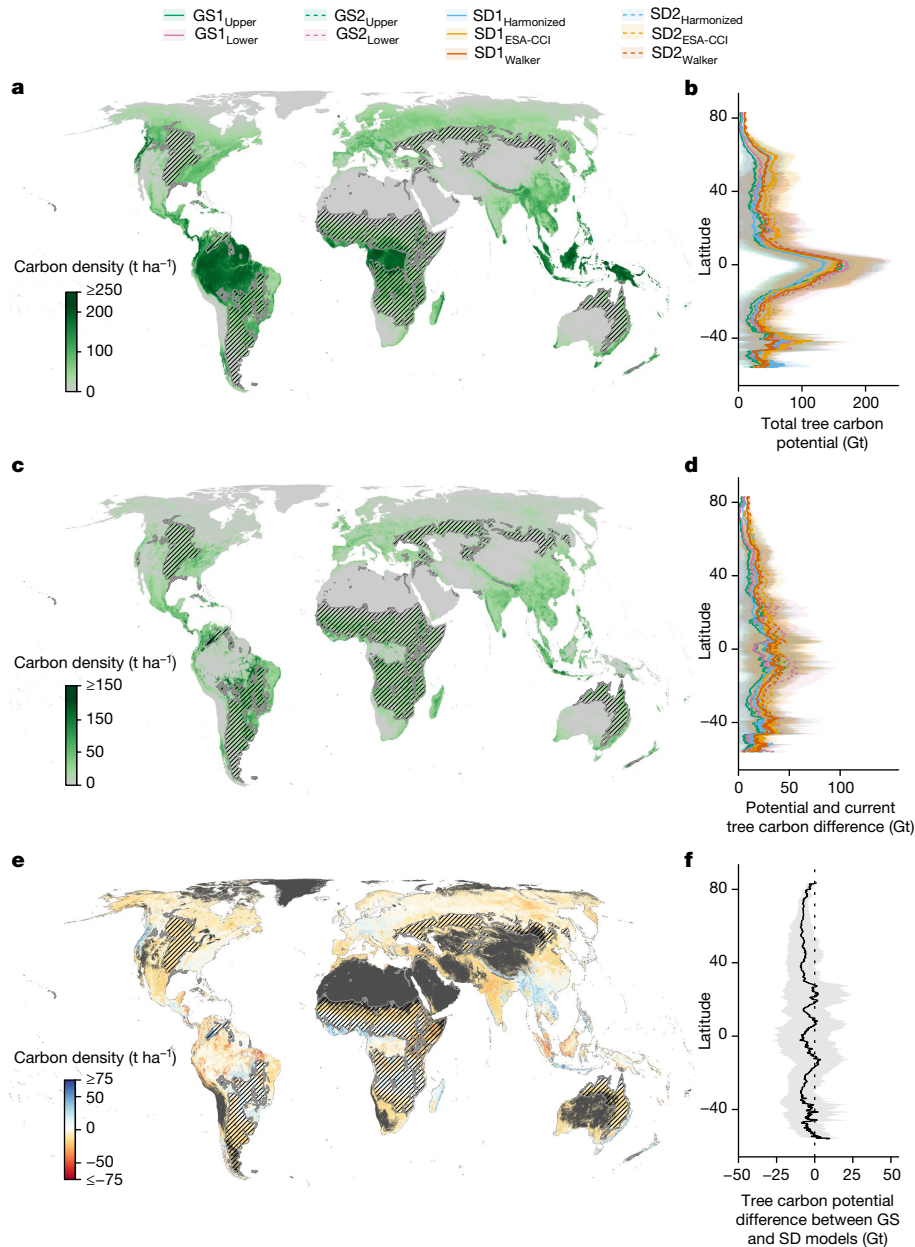 GS1Upper GS2Upper SD1Harmonized SD2Harmonized
GS1Lower GS2Lower SD1ESA-CCI SD2ESA-CCI
SD1Walker SD2Walker
a
Carbon density (t ha−1)
≥250
200
100
0
b
80
40
0
−40
Latitude
0 100 200
Total tree carbon
potential (Gt)
c
Carbon density (t ha−1)
≥150
100
50
0
d
80
40
0
−40
Latitude
0 50 100
Potential and current
tree carbon difference (Gt)
e
Carbon density (t ha−1)
≥75
0
−50
≤−75
f
80
40
0
−40
Latitude
−50 −25 0 25 50
Tree carbon potential
difference between GS
and SD models (Gt)